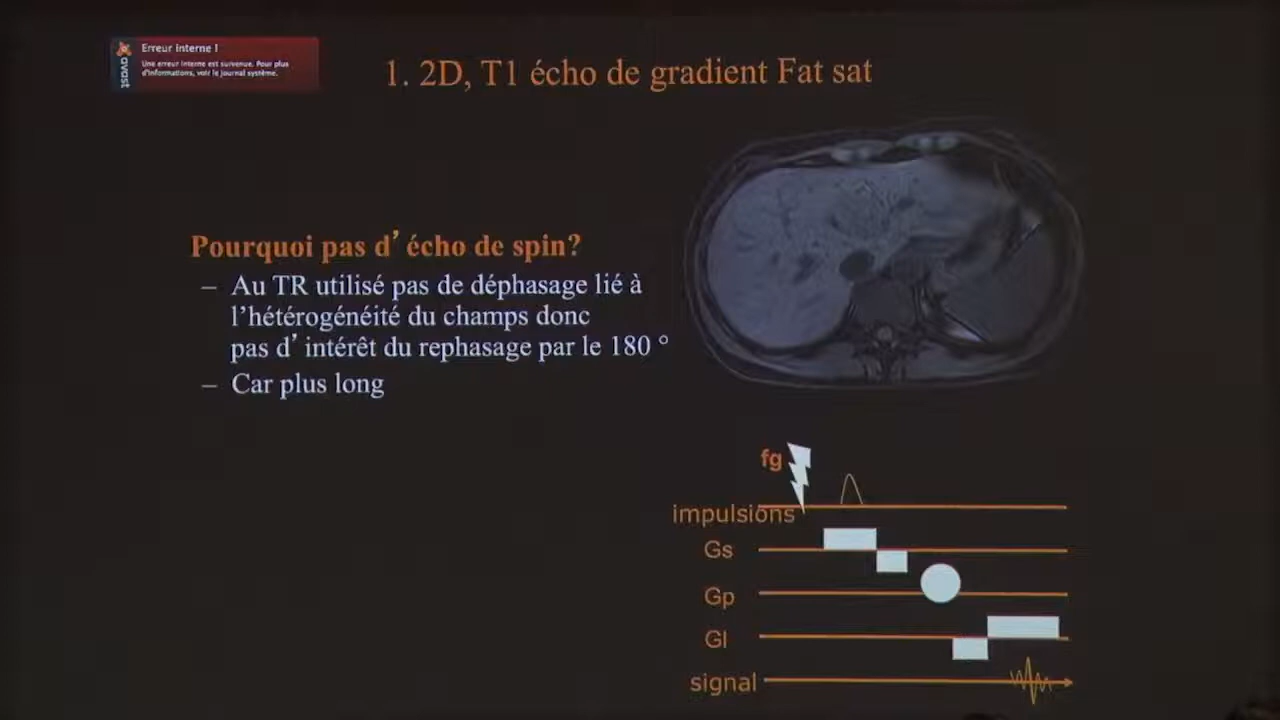 avast
Erreur interne !
Une erreur interne est survenue. Pour plus
d'informations, voir le journal système.
1. 2D, T1 écho de gradient Fat sat
Pourquoi pas d’écho de spin?
– Au TR utilisé pas de déphasage lié à
l’hétérogénéité du champs donc
pas d’intérêt du rephasage par le 180 °
– Car plus long
fg
impulsions
Gs
Gp
Gl
signal